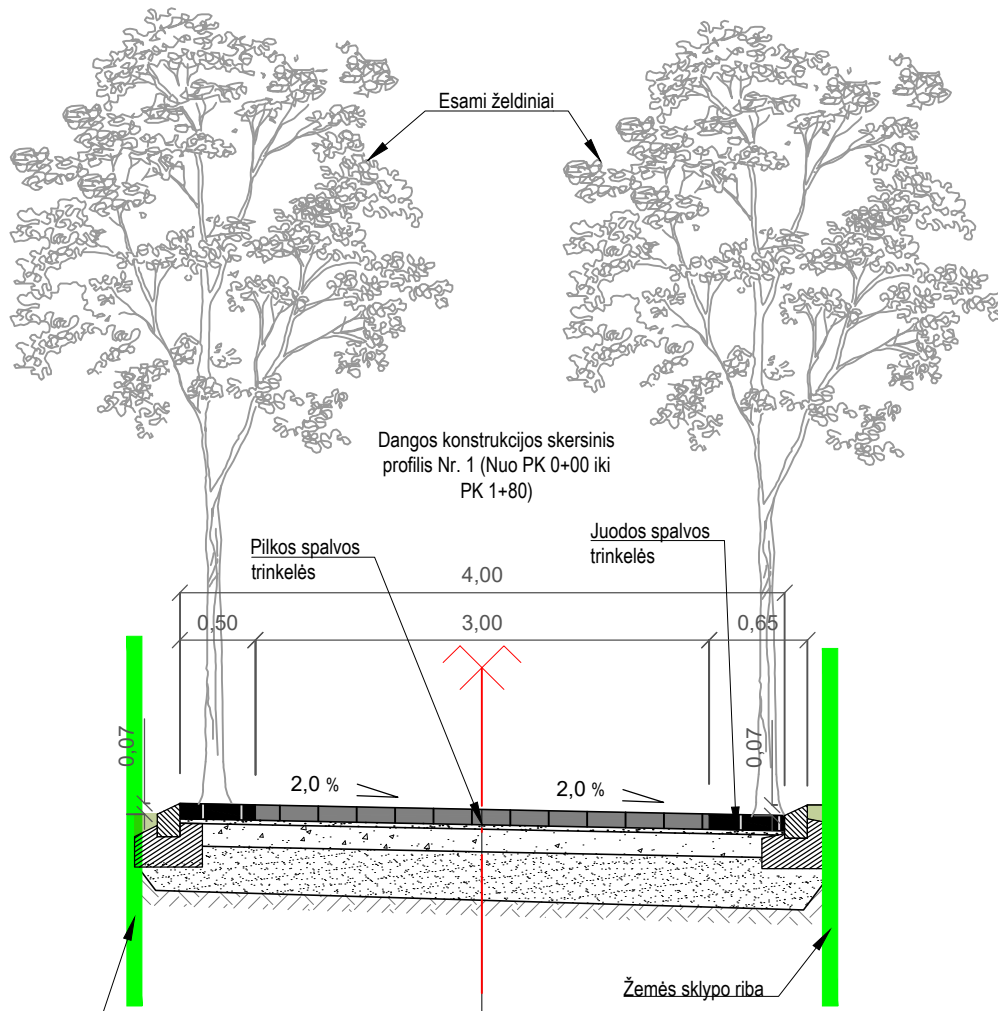 Esami želdiniai
Dangos konstrukcijos skersinis
profilis Nr. 1 (Nuo PK 0+00 iki
PK 1+80)
Pilkos spalvos
trinkelės
Juodos spalvos
trinkelės
4,00
0,50
3,00
0,65
0,07
0,07
2,0 %
2,0 %
Žemės sklypo riba